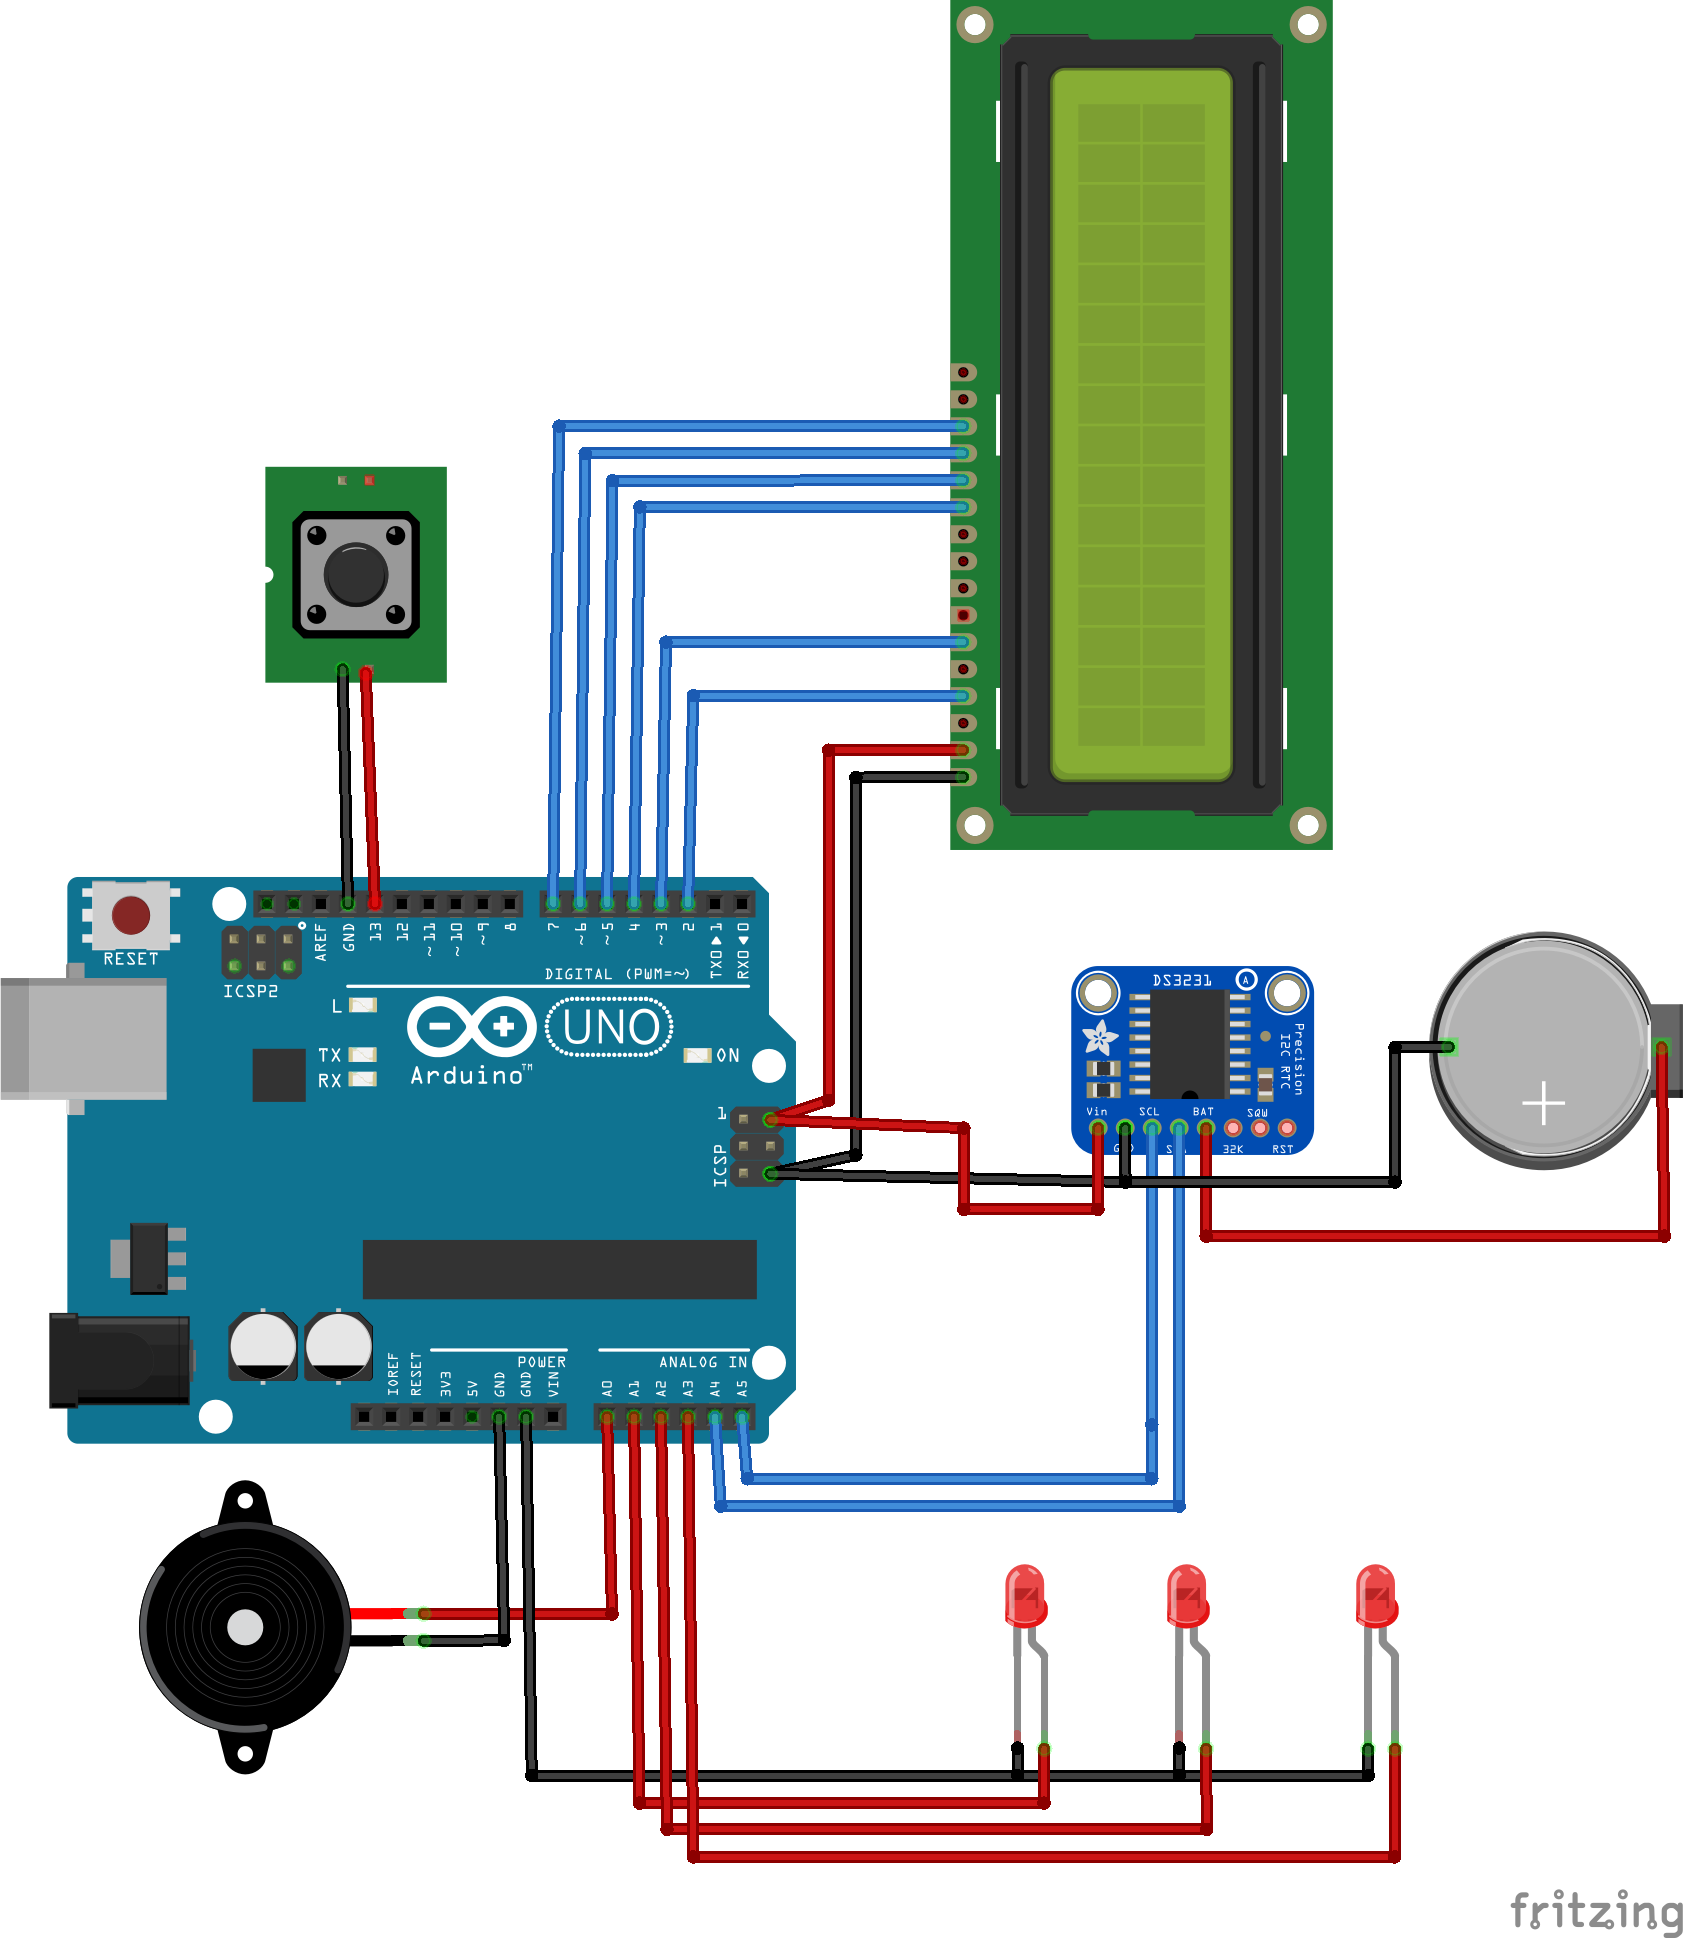 RESET
ICSP2
AREF
GND
13
12
~11
~10
~9
8
7
~6
~5
4
~3
2
TX0▶1
RX0◀0
DIGITAL (PWM=~)
L
TX
RX
UNO
ON
Arduino™
1
ICSP
DS3231
A
Precision
I2C RTC
Vin
SCL
BAT
SQW
32K
RST
POWER
ANALOG IN
IOREF
RESET
3V3
5V
GND
GND
VIN
A0
A1
A2
A3
A4
A5
fritzing